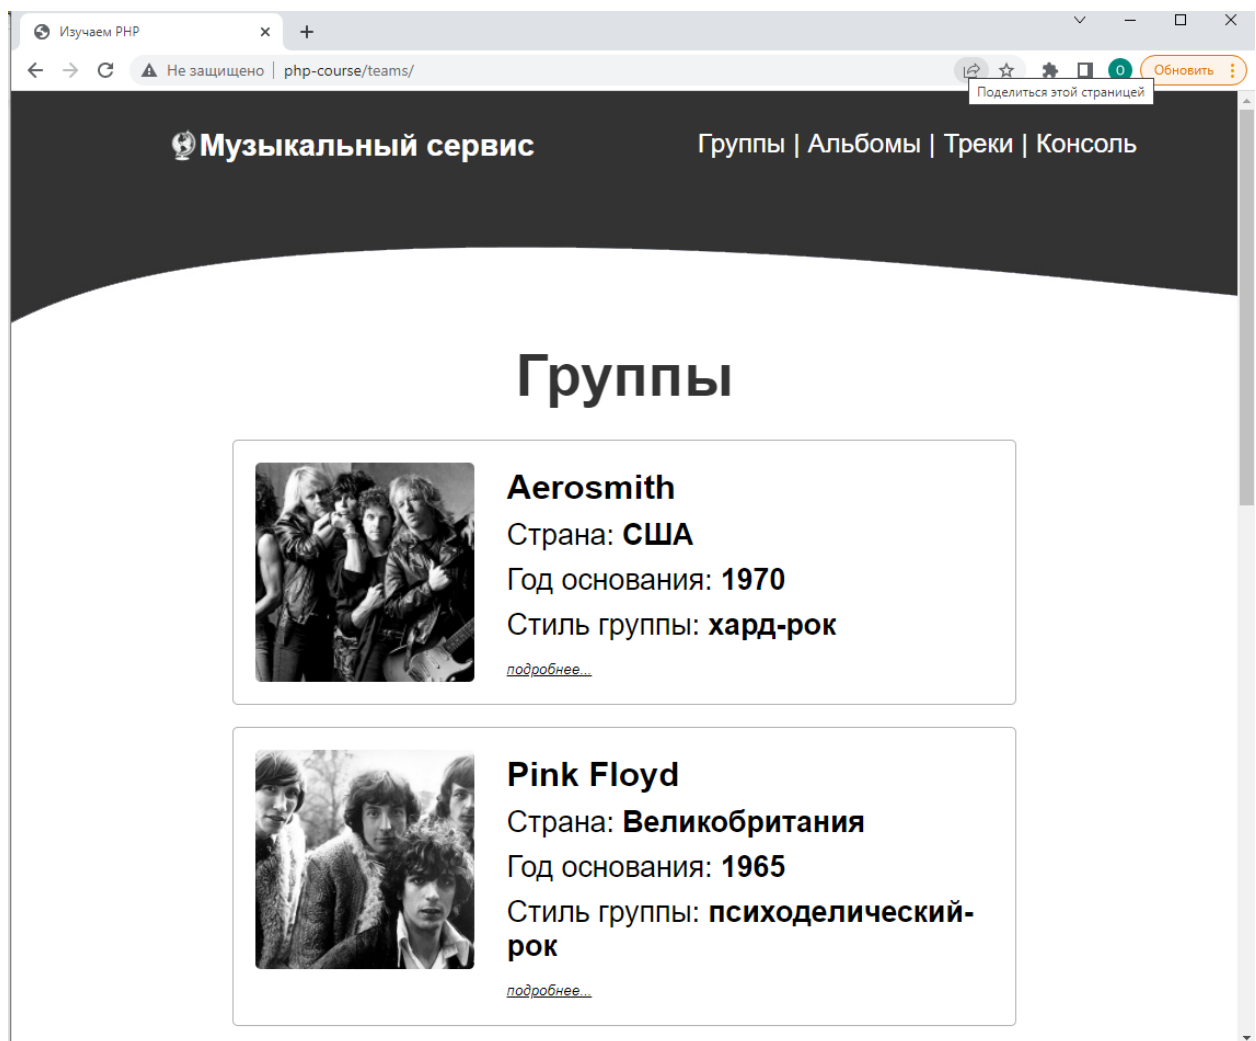 Изучаем PHP
Не защищено | php-course/teams/
О
Обновить
Поделиться этой страницей
Музыкальный сервис
Группы | Альбомы | Треки | Консоль
Группы
Aerosmith
Страна: США
Год основания: 1970
Стиль группы: хард-рок
подробнее...
Pink Floyd
Страна: Великобритания
Год основания: 1965
Стиль группы: психоделический-
рок
подробнее...